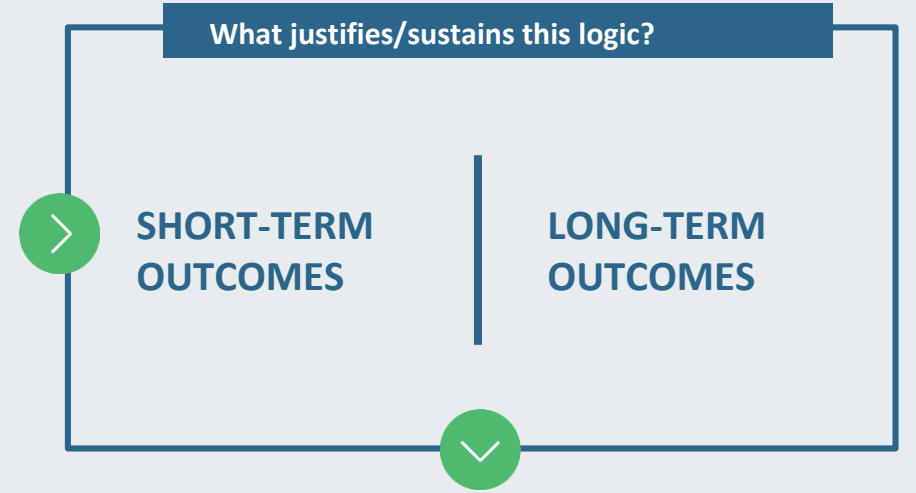 What justifies/sustains this logic?
SHORT-TERM
OUTCOMES
LONG-TERM
OUTCOMES